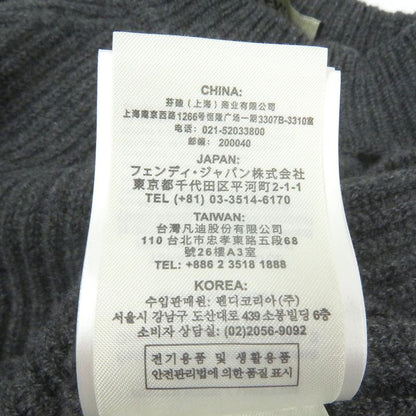 CHINA:
芬迪（上海）商业有限公司
上海南京西路1266号恒隆广场一期3307B-3310室
电话: 021-52033800
邮编: 200040
JAPAN:
フェンディ・ジャパン株式会社
東京都千代田区平河町2-1-1
TEL (+81) 03-3514-6170
TAIWAN:
台灣凡迪股份有限公司
110 台北市忠孝東路五段68
號26樓A3室
TEL: +886 2 3518 1888
KOREA:
수입판매원: 펜디코리아(주)
서울시 강남구 도산대로 439 소봉빌딩 6층
소비자 상담실: (02)2056-9092
전기용품 및 생활용품
안전관리법에 의한 품질 표시